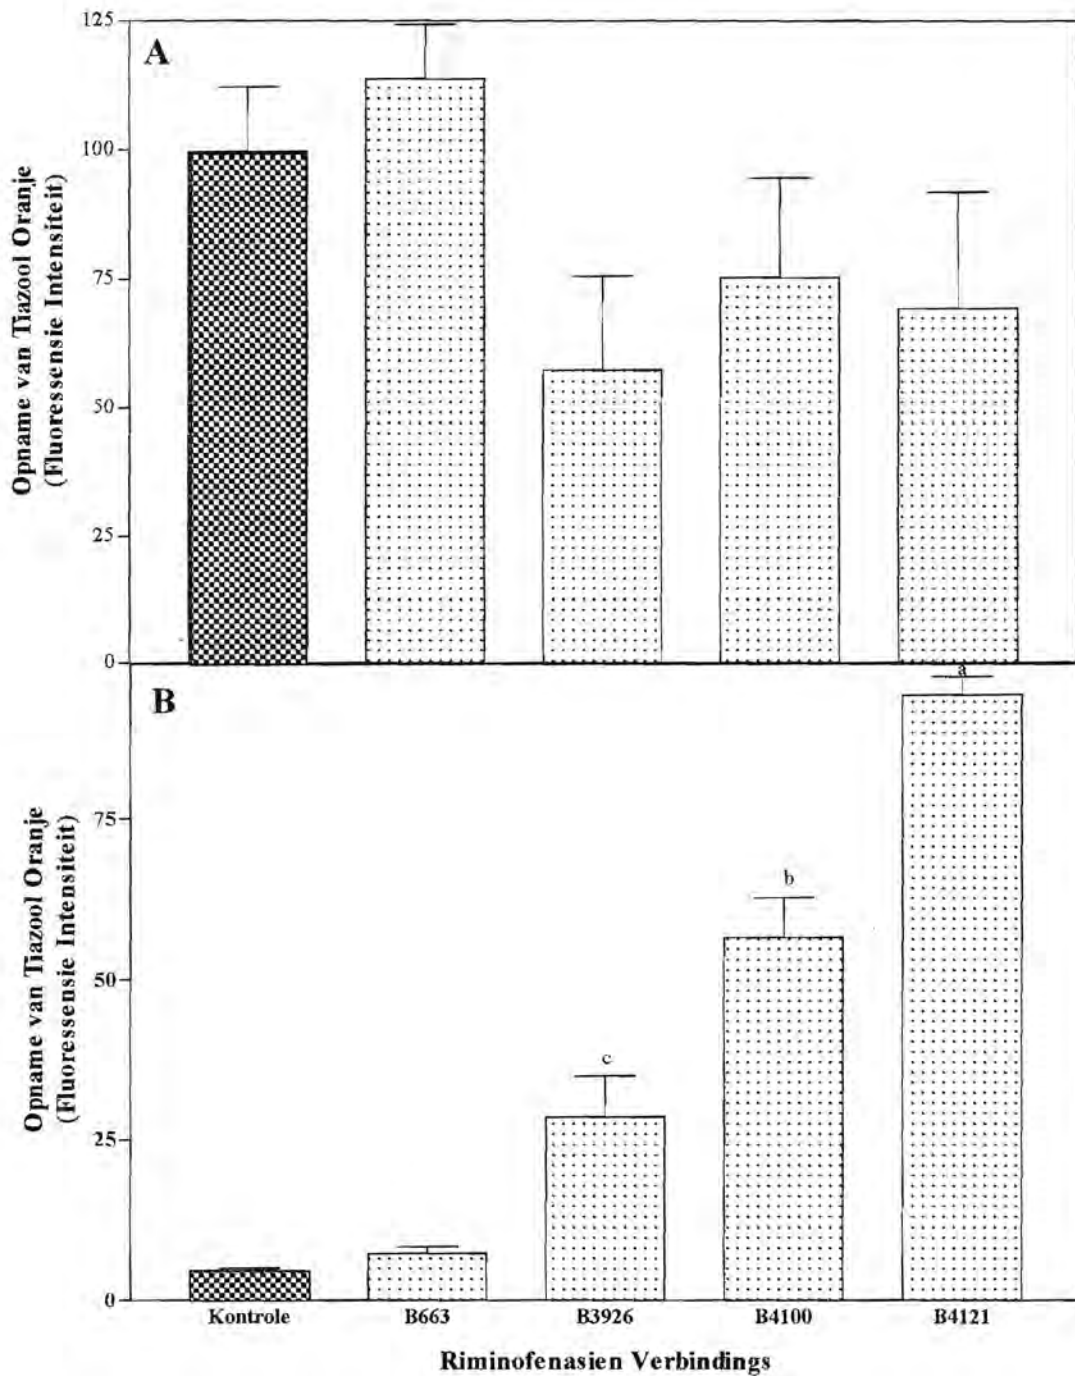 A
Opname van Tiazool Oranje
(Fluoressensie Intensiteit)
125
100
75
50
25
0
B
Opname van Tiazool Oranje
(Fluoressensie Intensiteit)
75
50
25
0
a
b
c
Kontrole B663 B3926 B4100 B4121
Riminofenasien Verbindings